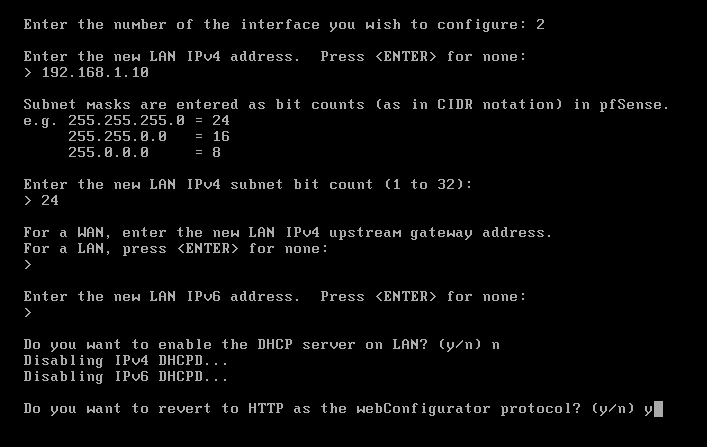 Enter the number of the interface you wish to configure: 2
Enter the new LAN IPv4 address.  Press <ENTER> for none:
> 192.168.1.10
Subnet masks are entered as bit counts (as in CIDR notation) in pfSense.
e.g. 255.255.255.0 = 24
     255.255.0.0   = 16
     255.0.0.0     = 8
Enter the new LAN IPv4 subnet bit count (1 to 32):
> 24
For a WAN, enter the new LAN IPv4 upstream gateway address.
For a LAN, press <ENTER> for none:
>
Enter the new LAN IPv6 address.  Press <ENTER> for none:
>
Do you want to enable the DHCP server on LAN? (y/n) n
Disabling IPv4 DHCPD...
Disabling IPv6 DHCPD...
Do you want to revert to HTTP as the webConfigurator protocol? (y/n) y